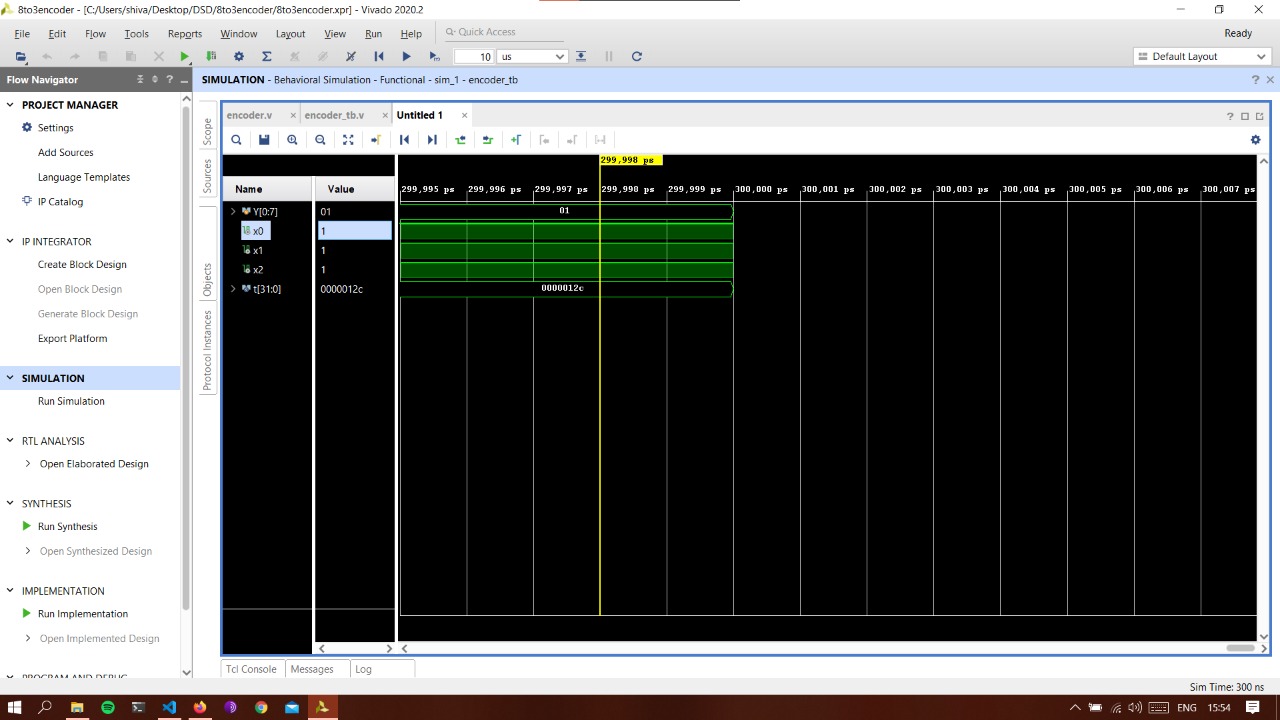 8to3encoder - [C:/Users/shiva/Desktop/DSD/8to3encoder/8to3encoder.xpr] - Vivado 2020.2
File Edit Flow Tools Reports Window Layout View Run Help Quick Access
Ready
10 us
Default Layout
Flow Navigator
SIMULATION - Behavioral Simulation - Functional - sim_1 - encoder_tb
PROJECT MANAGER
Settings
Add Sources
Language Templates
IP Catalog
IP INTEGRATOR
Create Block Design
Open Block Design
Generate Block Design
Export Platform
SIMULATION
Run Simulation
RTL ANALYSIS
Open Elaborated Design
SYNTHESIS
Run Synthesis
Open Synthesized Design
IMPLEMENTATION
Run Implementation
Open Implemented Design
PROGRAM AND DEBUG
Scope
Sources
Objects
Protocol Instances
encoder.v encoder_tb.v Untitled 1
299,998 ps
Name Value
299,995 ps 299,996 ps 299,997 ps 299,998 ps 299,999 ps 300,000 ps 300,001 ps 300,002 ps 300,003 ps 300,004 ps 300,005 ps 300,006 ps 300,007 ps
Y[0:7] 01 01
x0 1
x1 1
x2 1
t[31:0] 0000012c 0000012c
Tcl Console Messages Log
Sim Time: 300 ns
ENG 15:54